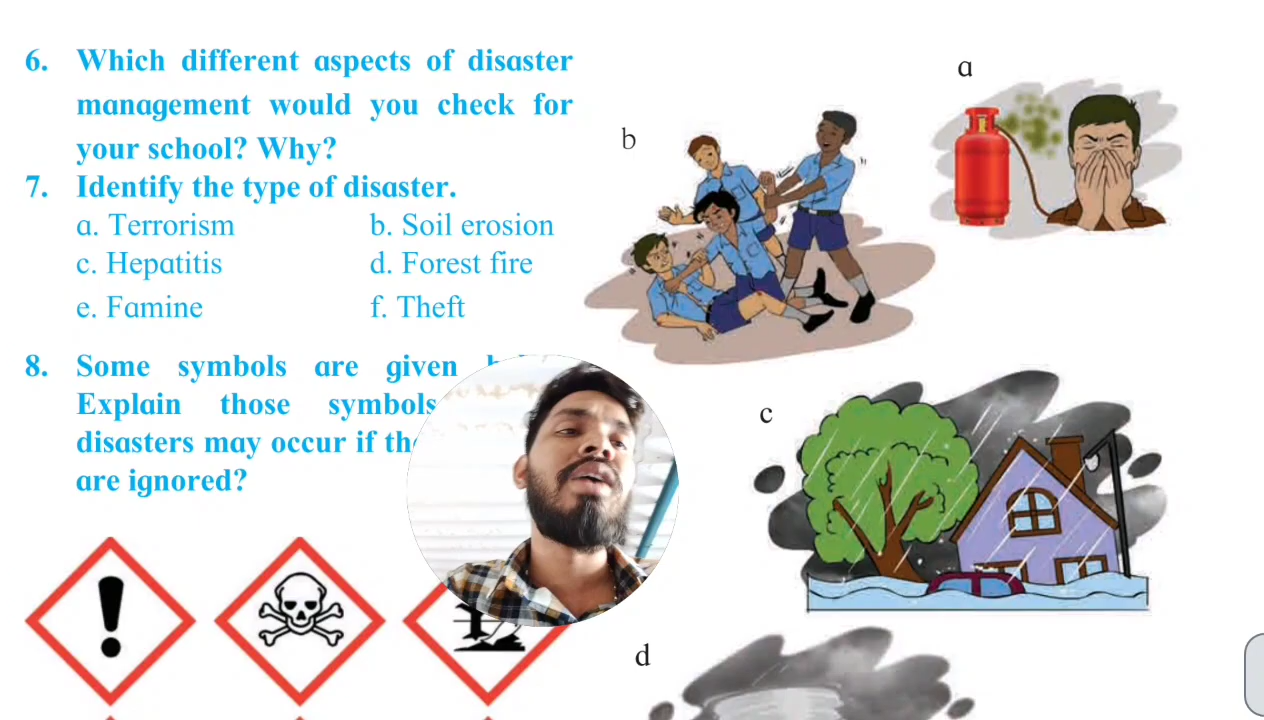 6. Which different aspects of disaster
management would you check for
your school? Why?
7. Identify the type of disaster.
a. Terrorism b. Soil erosion
c. Hepatitis d. Forest fire
e. Famine f. Theft
8. Some symbols are given
Explain those symbols
disasters may occur if
are ignored?
a
b
c
d